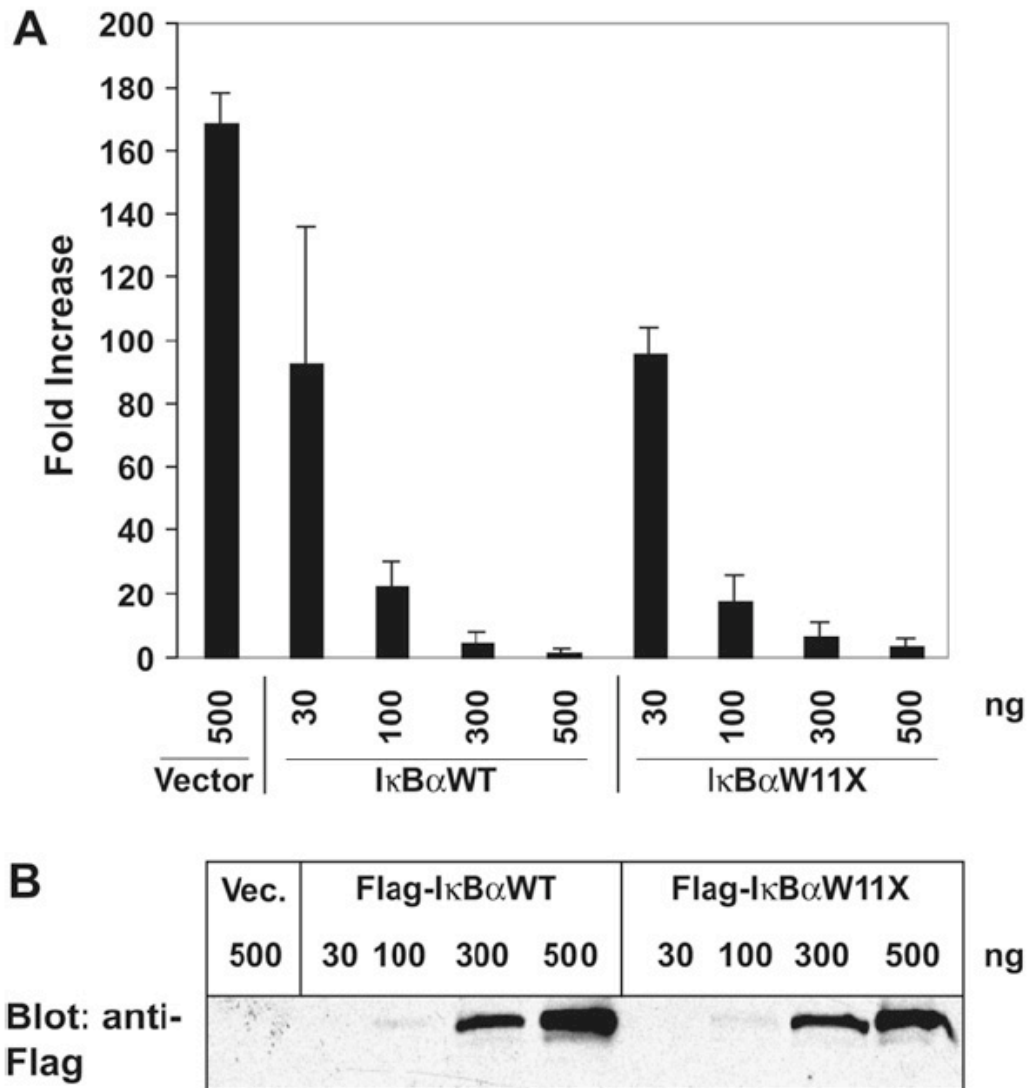 A
200
180
160
140
120
100
80
60
40
20
0
Fold Increase
500 30 100 300 500 30 100 300 500 ng
Vector IκBαWT IκBαW11X
B
Vec. Flag-IκBαWT Flag-IκBαW11X
500 30 100 300 500 30 100 300 500 ng
Blot: anti-
Flag